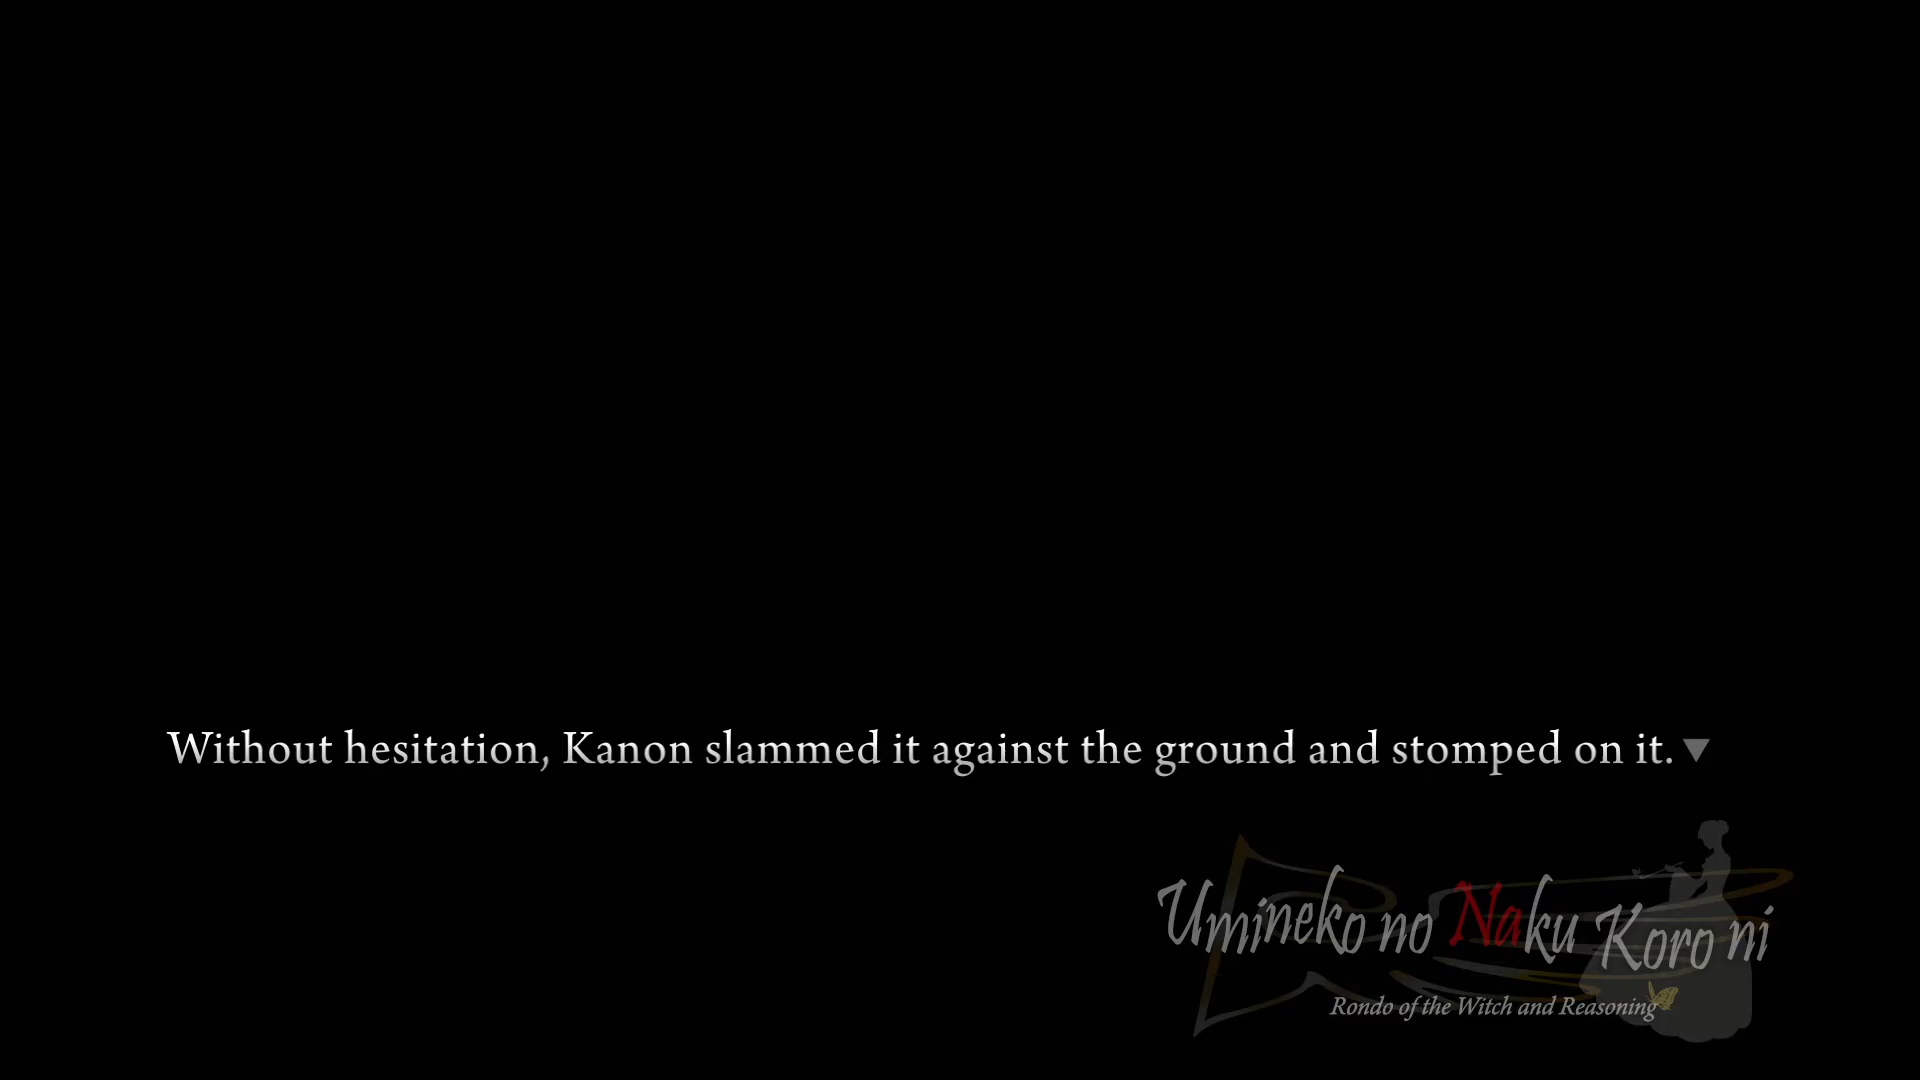 Without hesitation, Kanon slammed it against the ground and stomped on it.
Umineko no Naku Koro ni
Rondo of the Witch and Reasoning